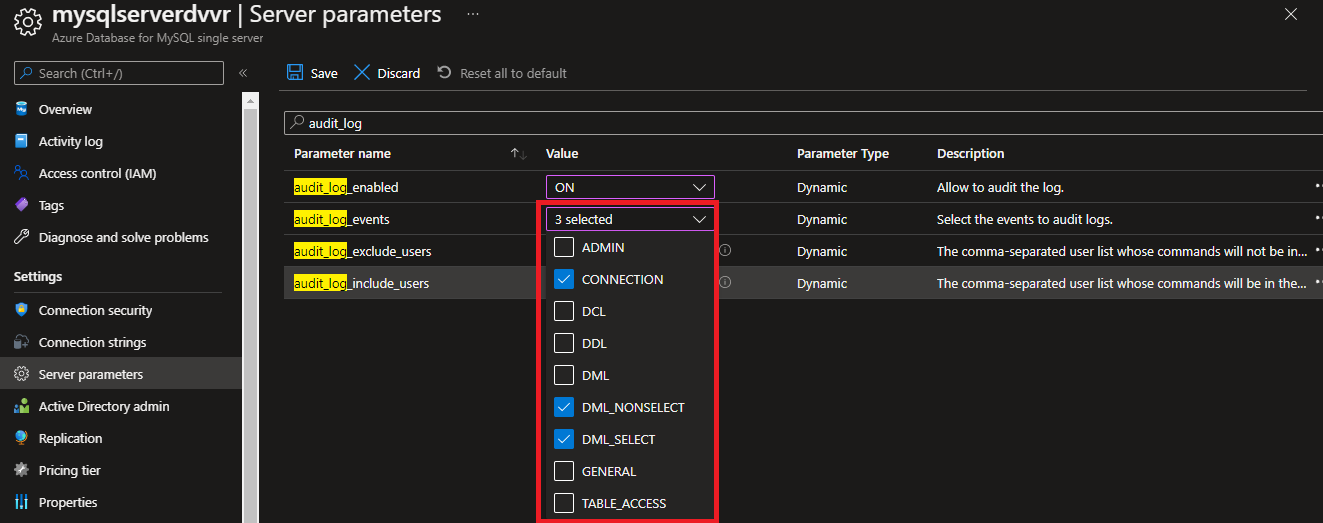 mysqlserverdvvr | Server parameters ...
Azure Database for MySQL single server
Search (Ctrl+/)
«
Save
Discard
Reset all to default
Overview
Activity log
Access control (IAM)
Tags
Diagnose and solve problems
Settings
Connection security
Connection strings
Server parameters
Active Directory admin
Replication
Pricing tier
Properties
audit_log
Parameter name Value Parameter Type Description
audit_log_enabled ON Dynamic Allow to audit the log.
audit_log_events 3 selected Dynamic Select the events to audit logs.
audit_log_exclude_users Dynamic The comma-separated user list whose commands will not be in...
audit_log_include_users Dynamic The comma-separated user list whose commands will be in the...
ADMIN
CONNECTION
DCL
DDL
DML
DML_NONSELECT
DML_SELECT
GENERAL
TABLE_ACCESS